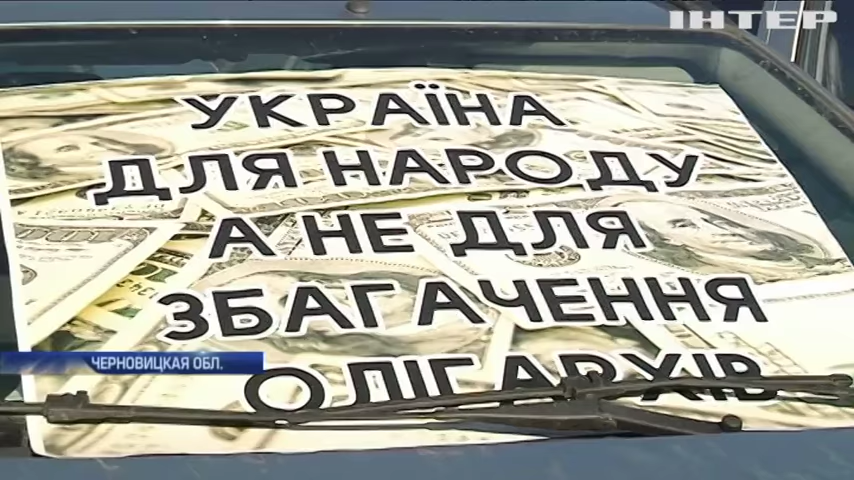 ІНТЕР
УКРАЇНА
ДЛЯ НАРОДУ
А НЕ ДЛЯ
ЗБАГАЧЕННЯ
ОЛІГАРХІВ
ЧЕРНОВИЦКАЯ ОБЛ.